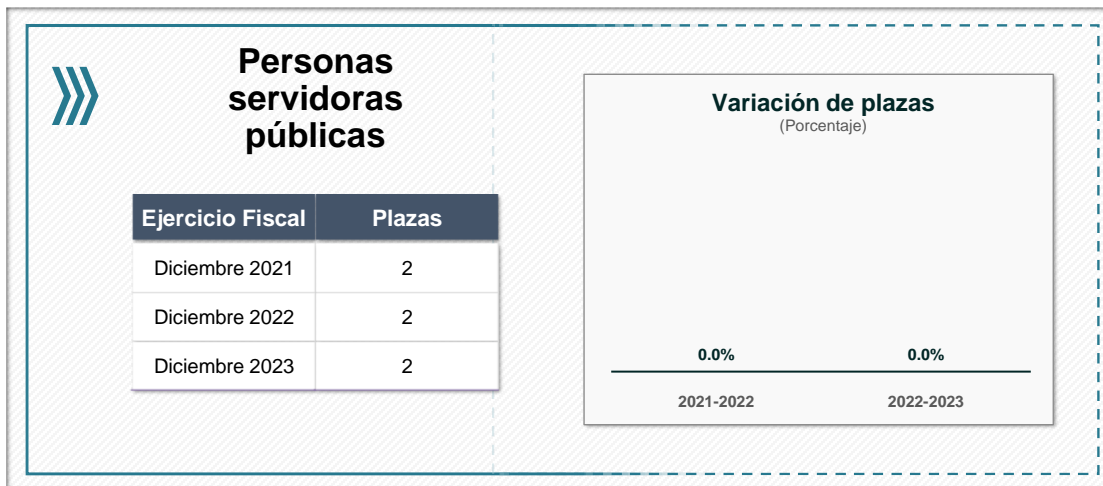 Personas
servidoras
públicas
Ejercicio Fiscal Plazas
Diciembre 2021 2
Diciembre 2022 2
Diciembre 2023 2
Variación de plazas
(Porcentaje)
0.0% 0.0%
2021-2022 2022-2023